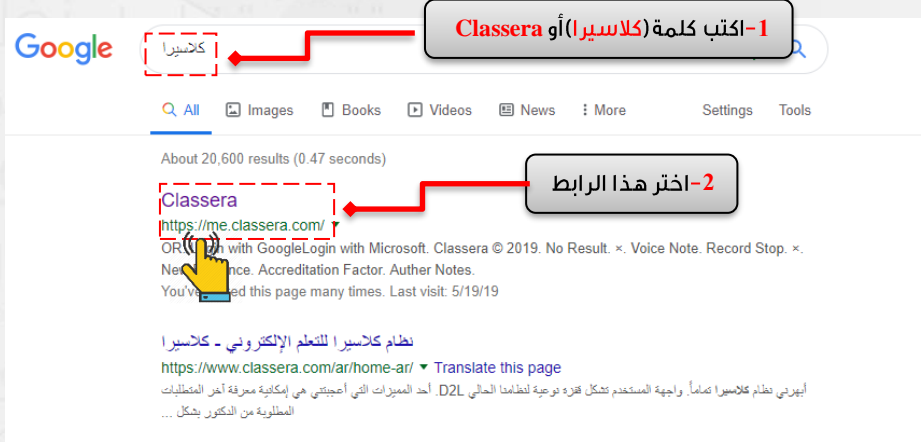 1-اكتب كلمة (كلاسيرا) أو Classera
Google
كلاسيرا
All Images Books Videos News More Settings Tools
About 20,600 results (0.47 seconds)
2-اختر هذا الرابط
Classera
https://me.classera.com/
OR with GoogleLogin with Microsoft. Classera © 2019. No Result. ×. Voice Note. Record Stop. ×.
Accreditation Factor. Auther Notes.
this page many times. Last visit: 5/19/19
نظام كلاسيرا للتعلم الإلكتروني - كلاسيرا
https://www.classera.com/ar/home-ar/ Translate this page
أبهرني نظام كلاسيرا تماماً. واجهة المستخدم تشكل قفزة نوعية لنظامنا الحالي D2L. أحد المميزات التي أعجبتني هي إمكانية معرفة آخر المتطلبات
المطلوبة من الدكتور بشكل ...